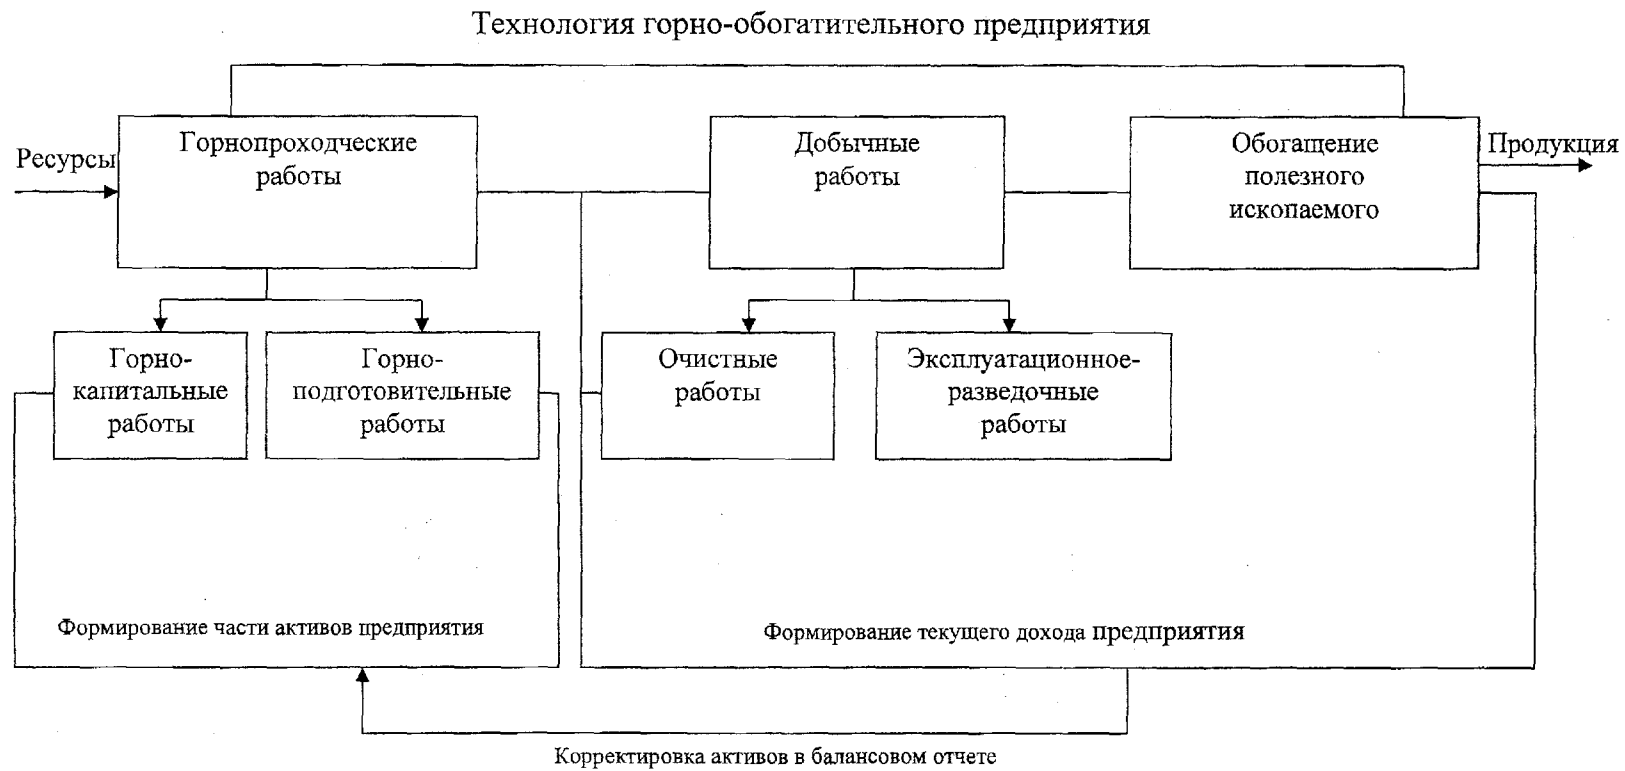 Технология горно-обогатительного предприятия
Ресурсы
Горнопроходческие
работы
Добычные
работы
Обогащение
полезного
ископаемого
Продукция
Горно-
капитальные
работы
Горно-
подготовительные
работы
Очистные
работы
Эксплуатационное-
разведочные
работы
Формирование части активов предприятия
Формирование текущего дохода предприятия
Корректировка активов в балансовом отчете